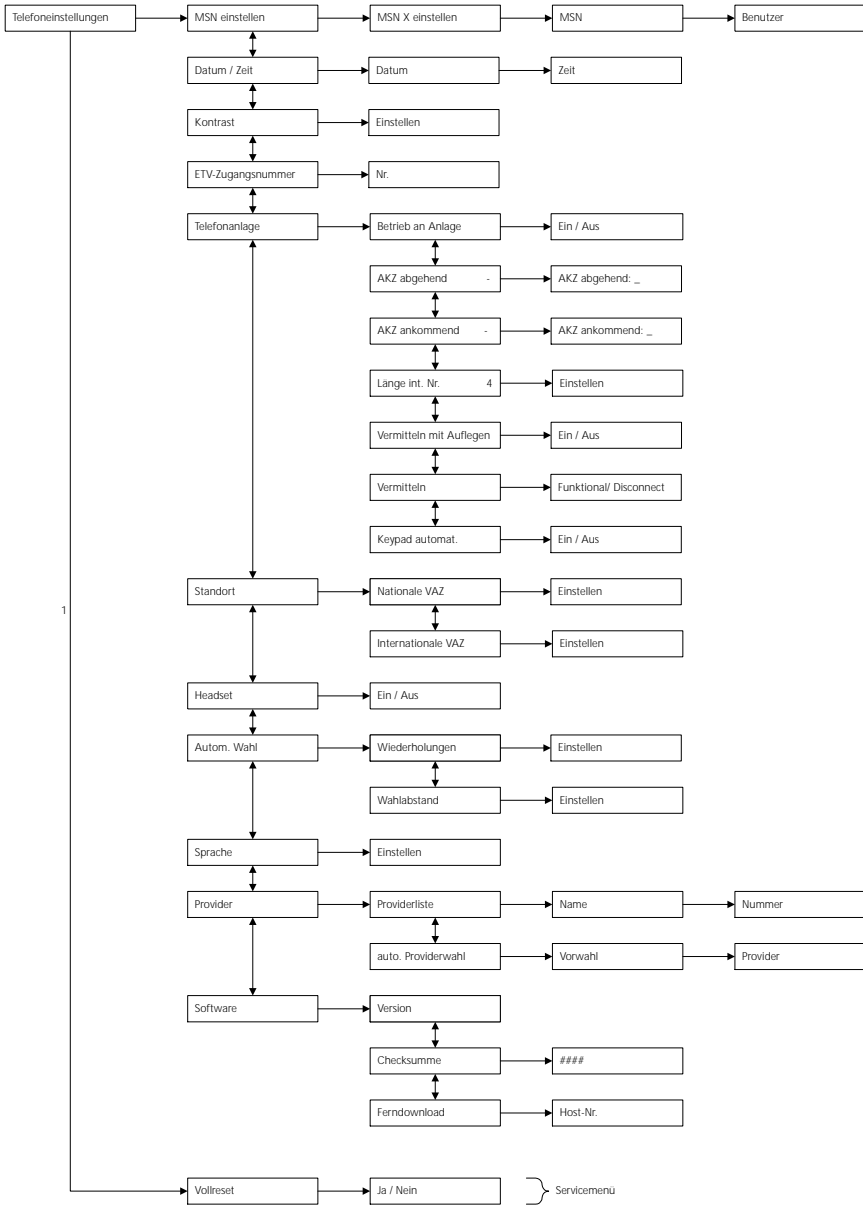 Telefoneinstellungen MSN einstellen MSN X einstellen MSN Benutzer
Datum / Zeit Datum Zeit
Kontrast Einstellen
ETV-Zugangsnummer Nr.
Telefonanlage Betrieb an Anlage Ein / Aus
AKZ abgehend - AKZ abgehend: _
AKZ ankommend - AKZ ankommend: _
Länge int. Nr. 4 Einstellen
Vermitteln mit Auflegen Ein / Aus
Vermitteln Funktional/ Disconnect
Keypad automat. Ein / Aus
Standort Nationale VAZ Einstellen
1
Internationale VAZ Einstellen
Headset Ein / Aus
Autom. Wahl Wiederholungen Einstellen
Wahlabstand Einstellen
Sprache Einstellen
Provider Providerliste Name Nummer
auto. Providerwahl Vorwahl Provider
Software Version
Checksumme ####
Ferndownload Host-Nr.
Vollreset Ja / Nein Servicemenü